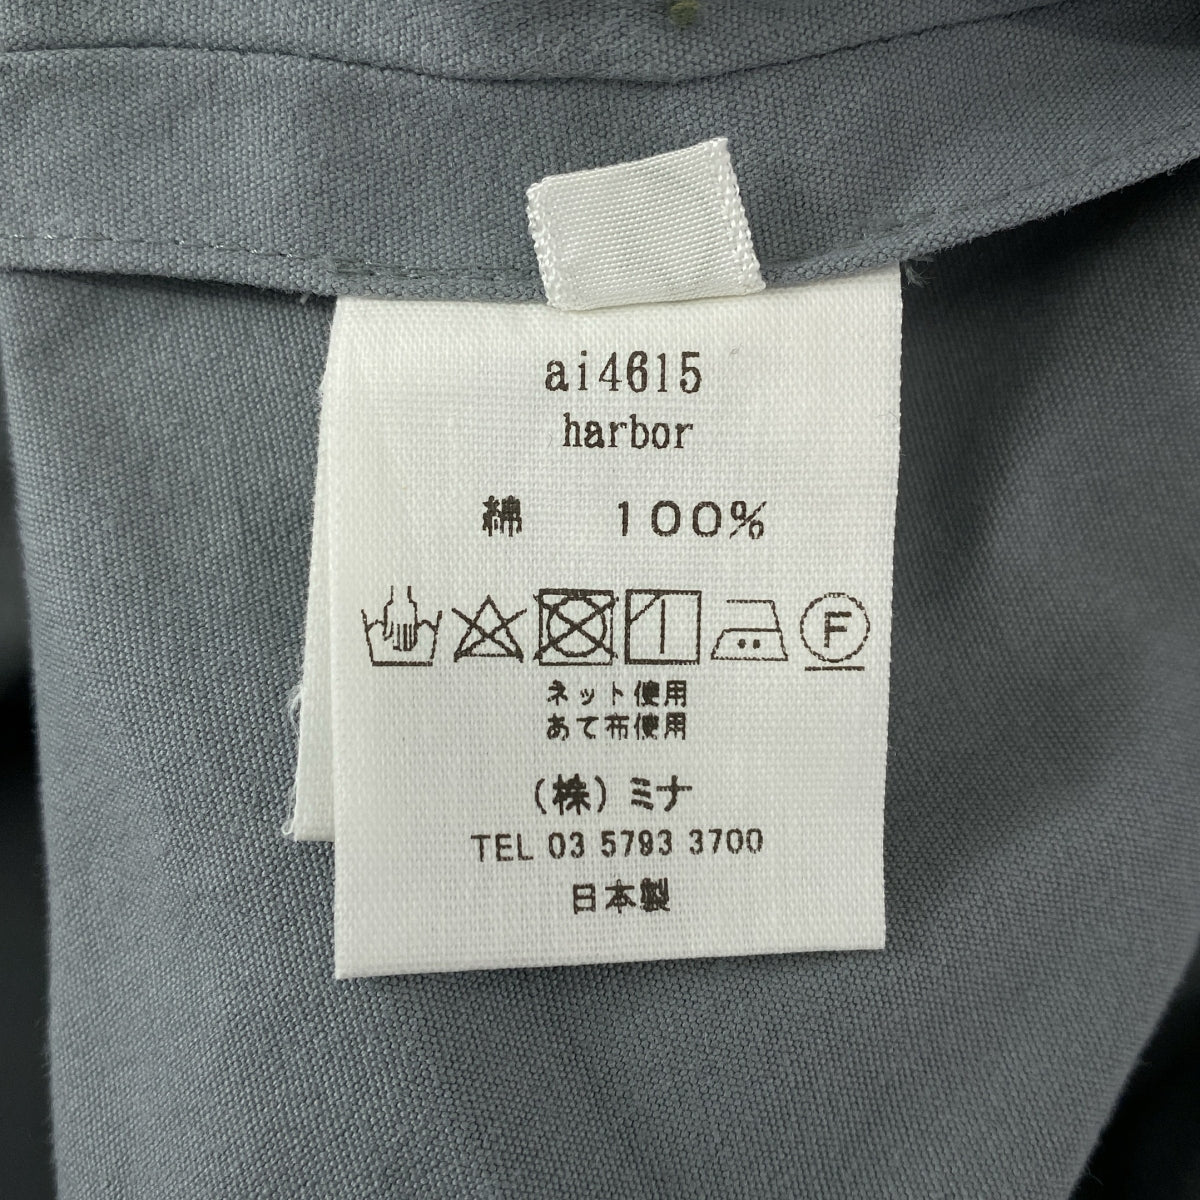 ai4615
harbor
綿 100%
F
ネット使用
あて布使用
(株)ミナ
TEL 03 5793 3700
日本製